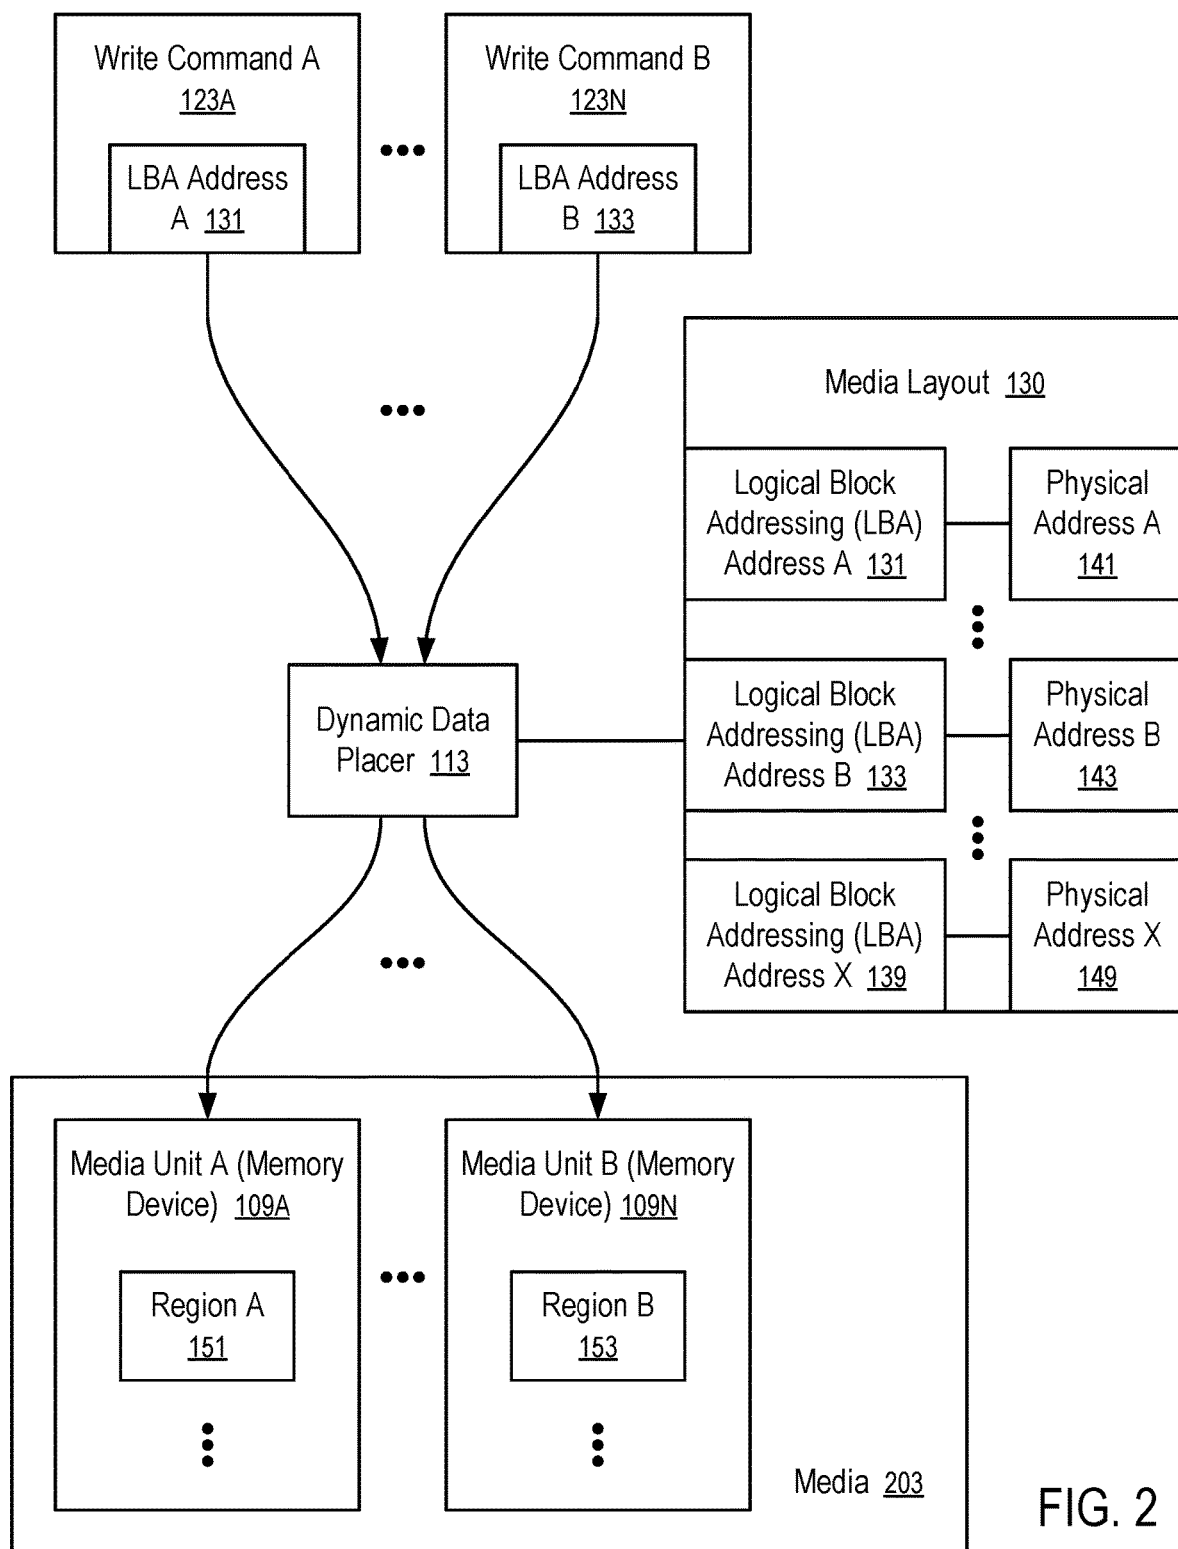 Write Command A
123A
LBA Address
A 131
Write Command B
123N
LBA Address
B 133
Media Layout 130
Logical Block
Addressing (LBA)
Address A 131
Physical
Address A
141
Logical Block
Addressing (LBA)
Address B 133
Physical
Address B
143
Logical Block
Addressing (LBA)
Address X 139
Physical
Address X
149
Dynamic Data
Placer 113
Media Unit A (Memory
Device) 109A
Region A
151
Media Unit B (Memory
Device) 109N
Region B
153
Media 203
FIG. 2